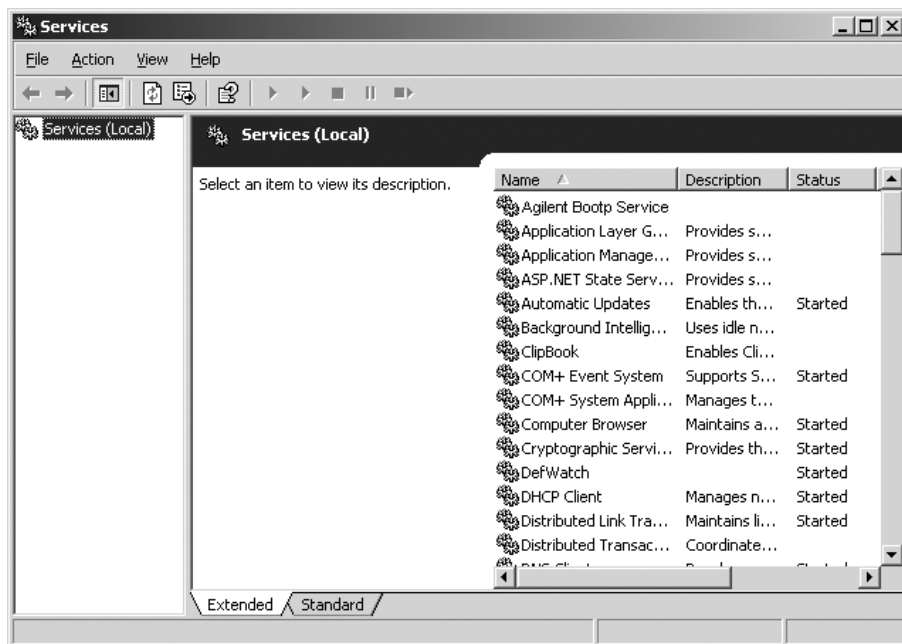 Services
File Action View Help
Services (Local)
Services (Local)
Select an item to view its description.
Name Description Status
Agilent Bootp Service
Application Layer G... Provides s...
Application Manage... Provides s...
ASP.NET State Serv... Provides s...
Automatic Updates Enables th... Started
Background Intellig... Uses idle n...
ClipBook Enables Cli...
COM+ Event System Supports S... Started
COM+ System Appli... Manages t...
Computer Browser Maintains a... Started
Cryptographic Servi... Provides th... Started
DefWatch Started
DHCP Client Manages n... Started
Distributed Link Tra... Maintains li... Started
Distributed Transac... Coordinate...
Extended Standard